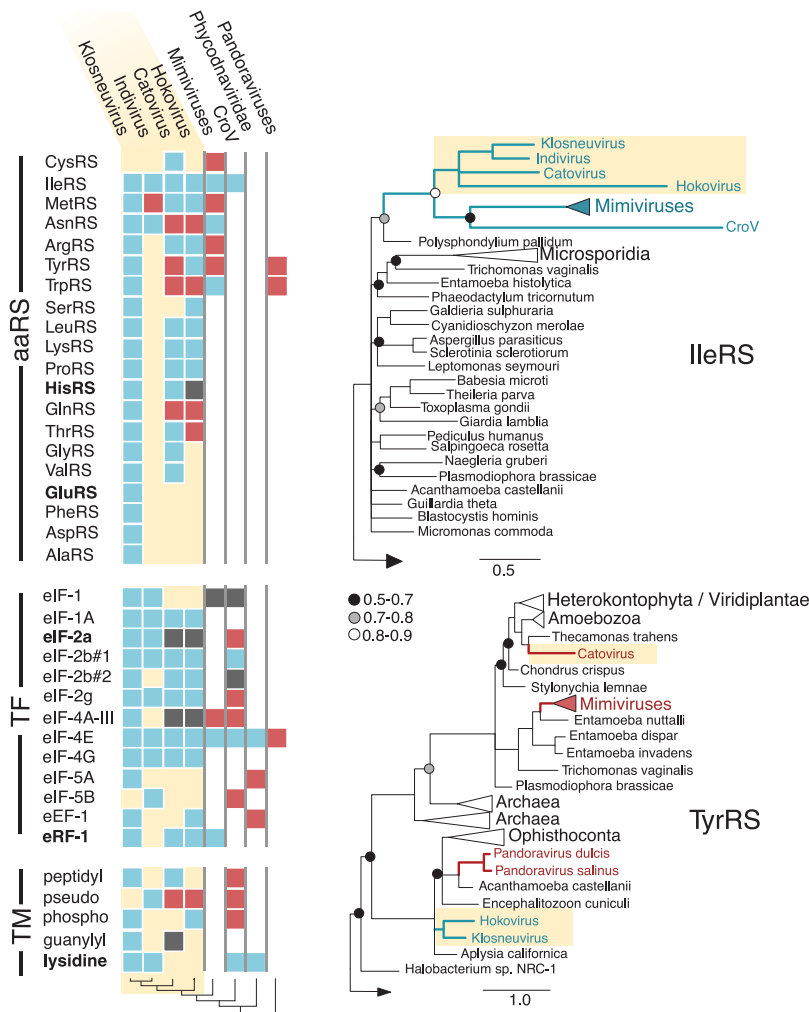 Klosneuvirus
Indivirus
Catovirus
Hokovirus
Mimiviruses
CroV
Phycodnaviridae
Pandoraviruses
aaRS
CysRS
IleRS
MetRS
AsnRS
ArgRS
TyrRS
TrpRS
SerRS
LeuRS
LysRS
ProRS
HisRS
GlnRS
ThrRS
GlyRS
ValRS
GluRS
PheRS
AspRS
AlaRS
TF
eIF-1
eIF-1A
eIF-2a
eIF-2b#1
eIF-2b#2
eIF-2g
eIF-4A-III
eIF-4E
eIF-4G
eIF-5A
eIF-5B
eEF-1
eRF-1
TM
peptidyl
pseudo
phospho
guanylyl
lysidine
Klosneuvirus
Indivirus
Catovirus
Hokovirus
Mimiviruses
CroV
Polysphondylium pallidum
Microsporidia
Trichomonas vaginalis
Entamoeba histolytica
Phaeodactylum tricornutum
Galdieria sulphuraria
Cyanidioschyzon merolae
Aspergillus parasiticus
Sclerotinia sclerotiorum
Leptomonas seymouri
Babesia microti
Theileria parva
Toxoplasma gondii
Giardia lamblia
Pediculus humanus
Salpingoeca rosetta
Naegleria gruberi
Plasmodiophora brassicae
Acanthamoeba castellanii
Guillardia theta
Blastocystis hominis
Micromonas commoda
IleRS
0.5
0.5-0.7
0.7-0.8
0.8-0.9
Heterokontophyta / Viridiplantae
Amoebozoa
Thecamonas trahens
Catovirus
Chondrus crispus
Stylonychia lemnae
Mimiviruses
Entamoeba nuttalli
Entamoeba dispar
Entamoeba invadens
Trichomonas vaginalis
Plasmodiophora brassicae
Archaea
Archaea
TyrRS
Ophisthoconta
Pandoravirus dulcis
Pandoravirus salinus
Acanthamoeba castellanii
Encephalitozoon cuniculi
Hokovirus
Klosneuvirus
Aplysia californica
Halobacterium sp. NRC-1
1.0